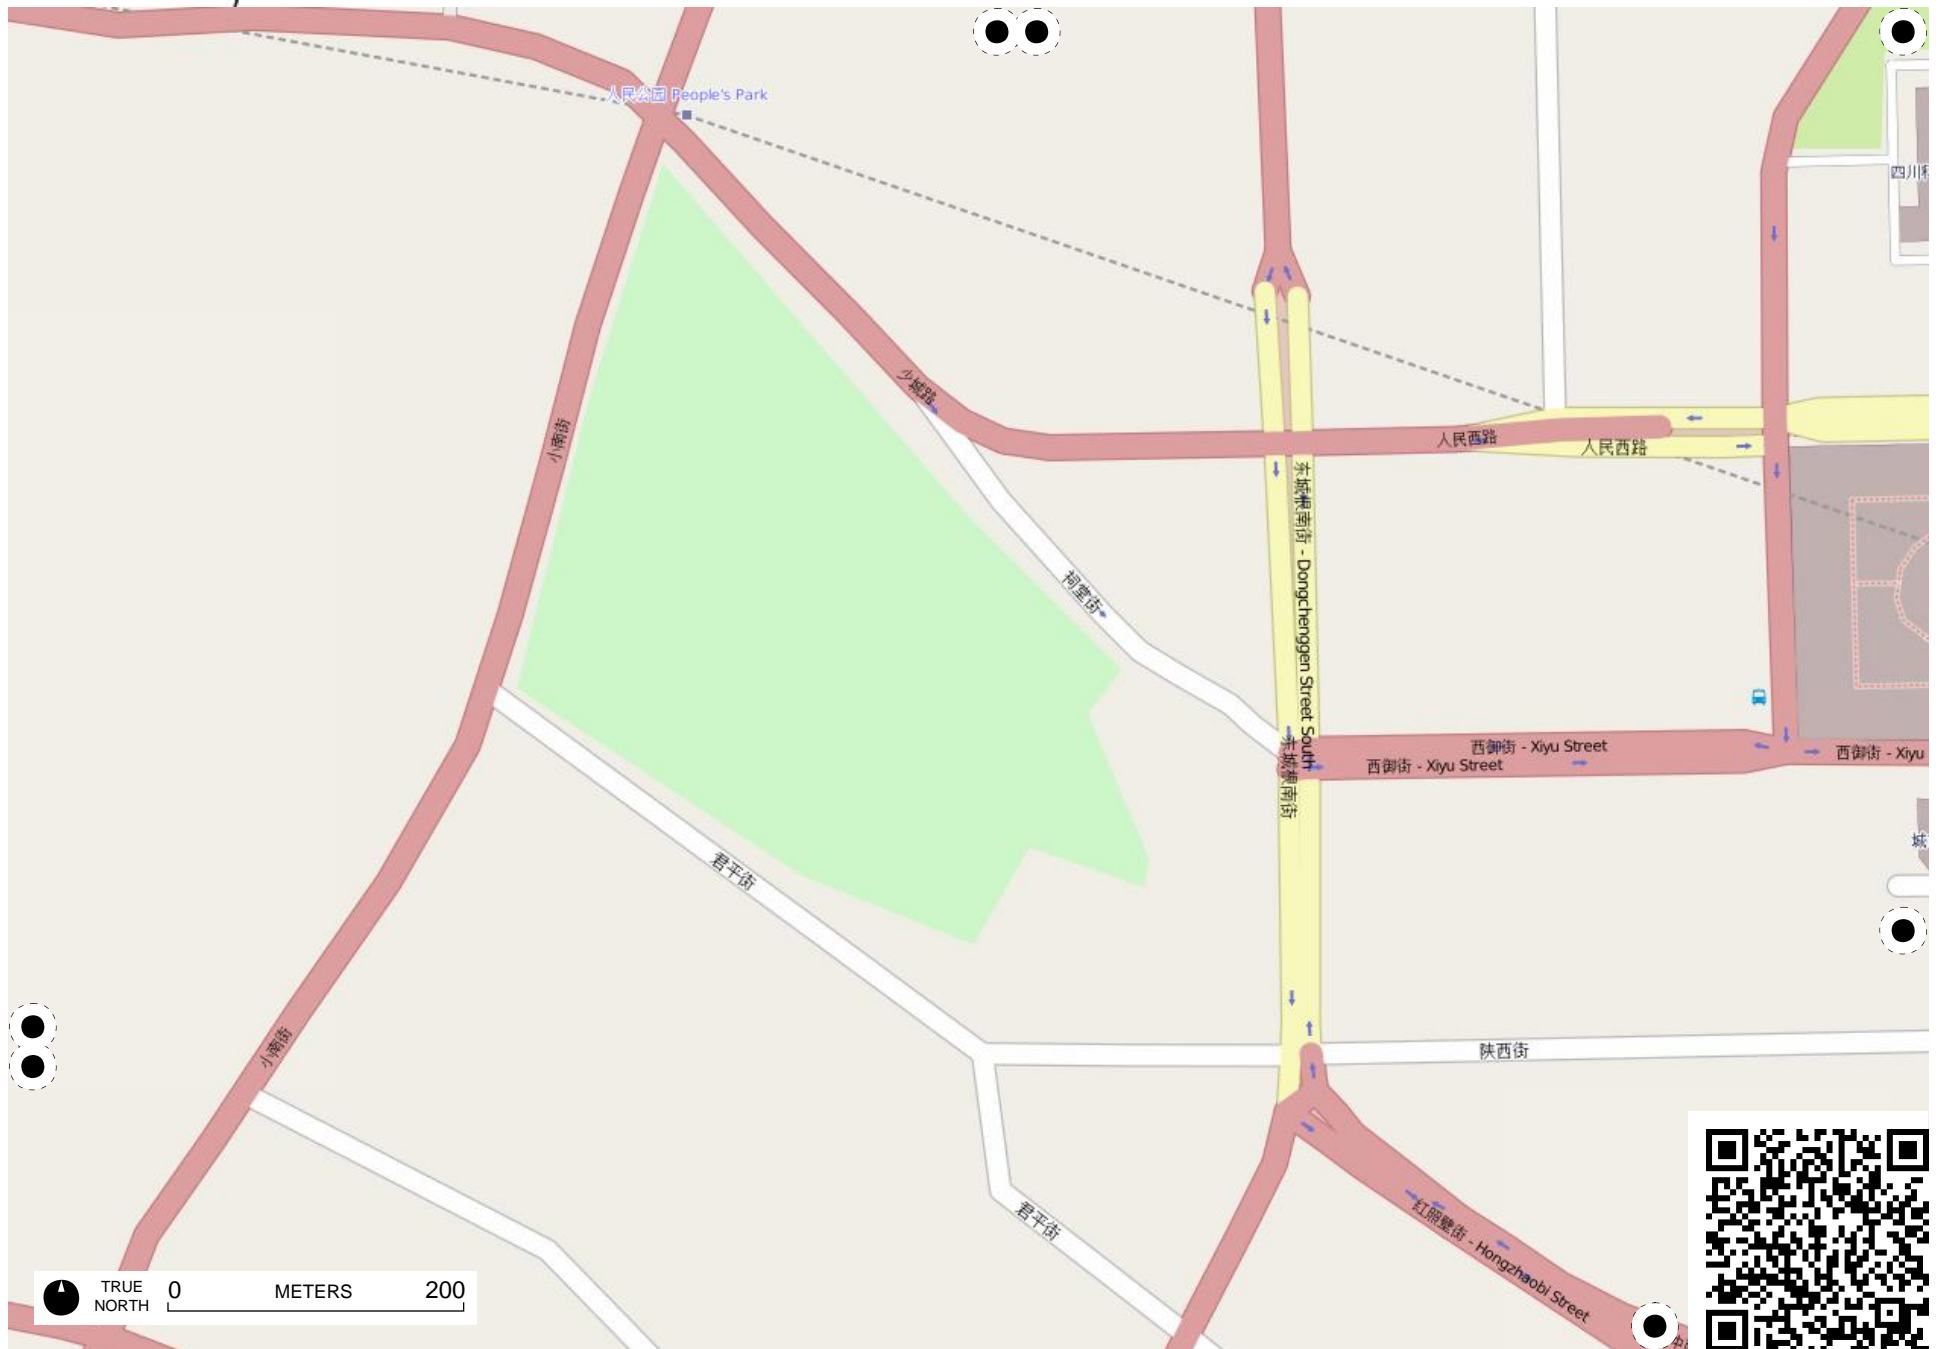 人民公园 People's Park
四川科
少城路
小南街
人民西路
人民西路
东城根南街 - Dongchenggen Street South
祠堂街
西御街 - Xiyu Street
西御街 - Xiyu Street
西御街 - Xiyu
东城根南街
城
君平街
小南街
陕西街
君平街
红照壁街 - Hongzhaobi Street
TRUE NORTH
0 METERS 200